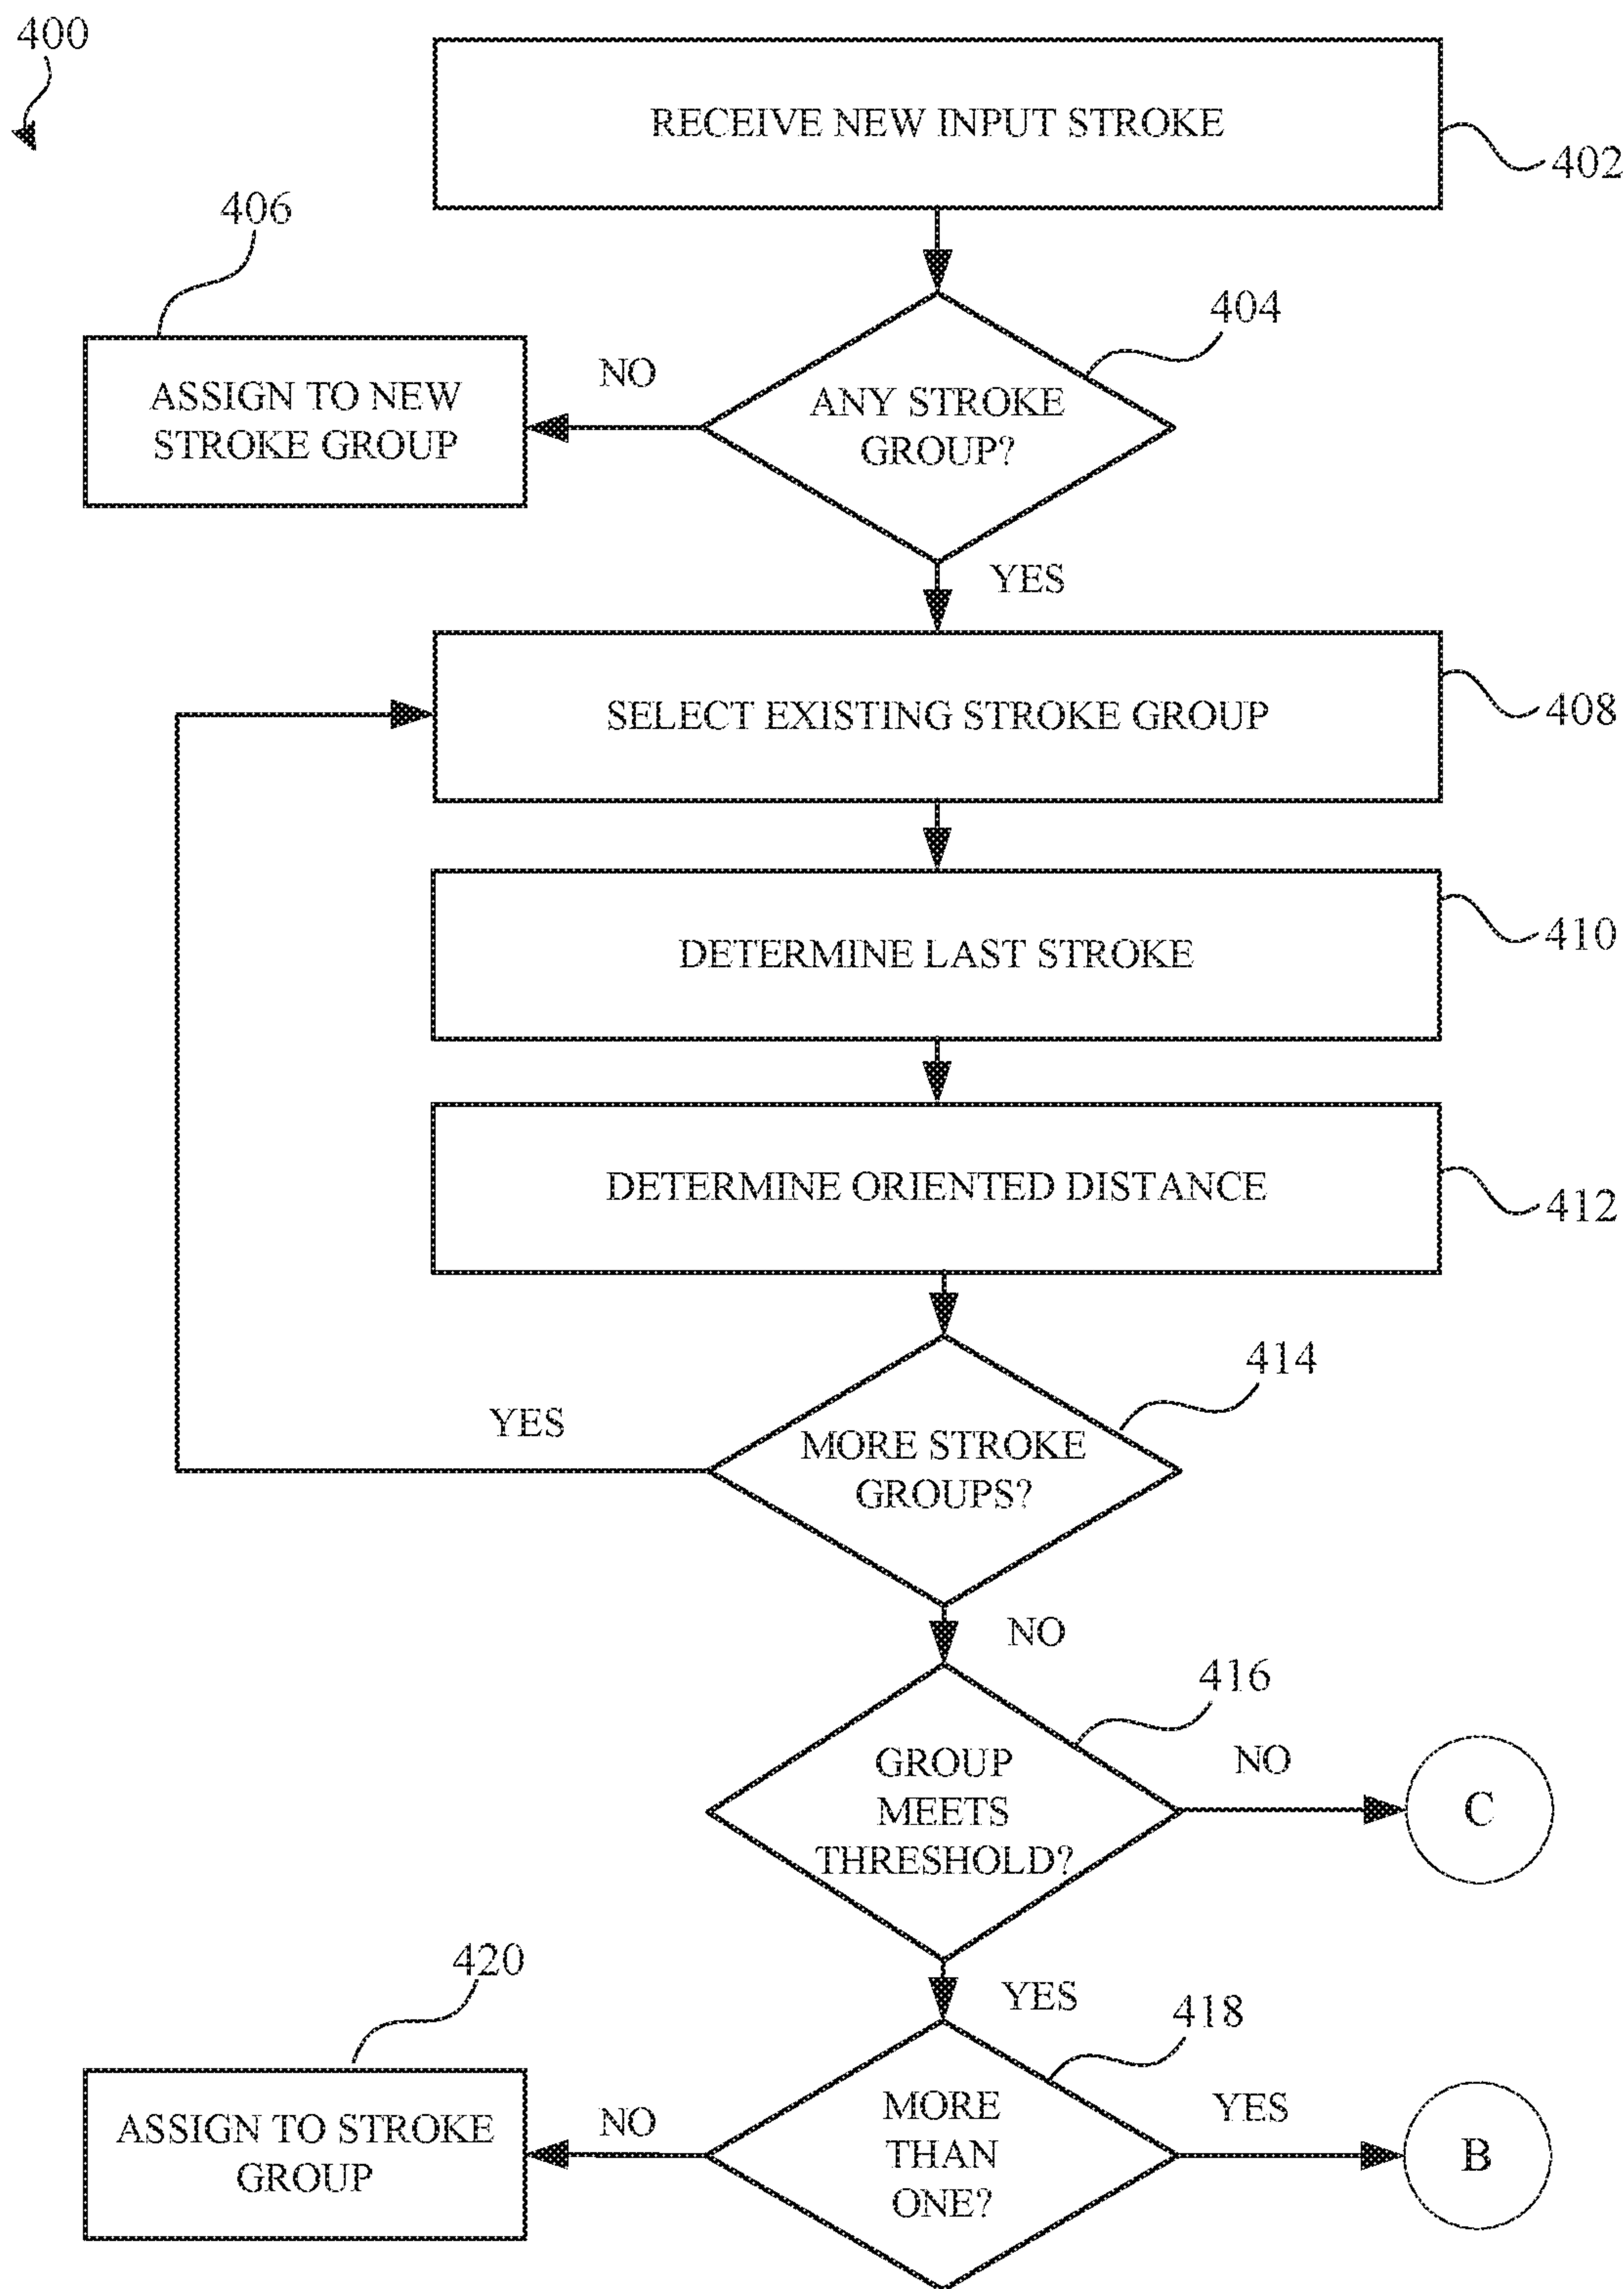 400
RECEIVE NEW INPUT STROKE
402
406
404
ASSIGN TO NEW
STROKE GROUP
NO
ANY STROKE
GROUP?
YES
SELECT EXISTING STROKE GROUP
408
DETERMINE LAST STROKE
410
DETERMINE ORIENTED DISTANCE
412
414
YES
MORE STROKE
GROUPS?
NO
416
GROUP
MEETS
THRESHOLD?
NO
C
420
YES
418
ASSIGN TO STROKE
GROUP
NO
MORE
THAN
ONE?
YES
B